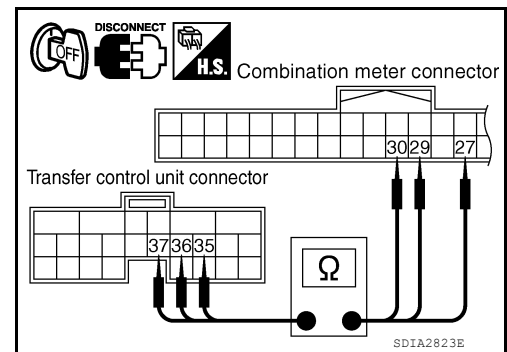 DISCONNECT
OFF
H.S.
Combination meter connector
30 29 27
Transfer control unit connector
37 36 35
Ω
SDIA2823E